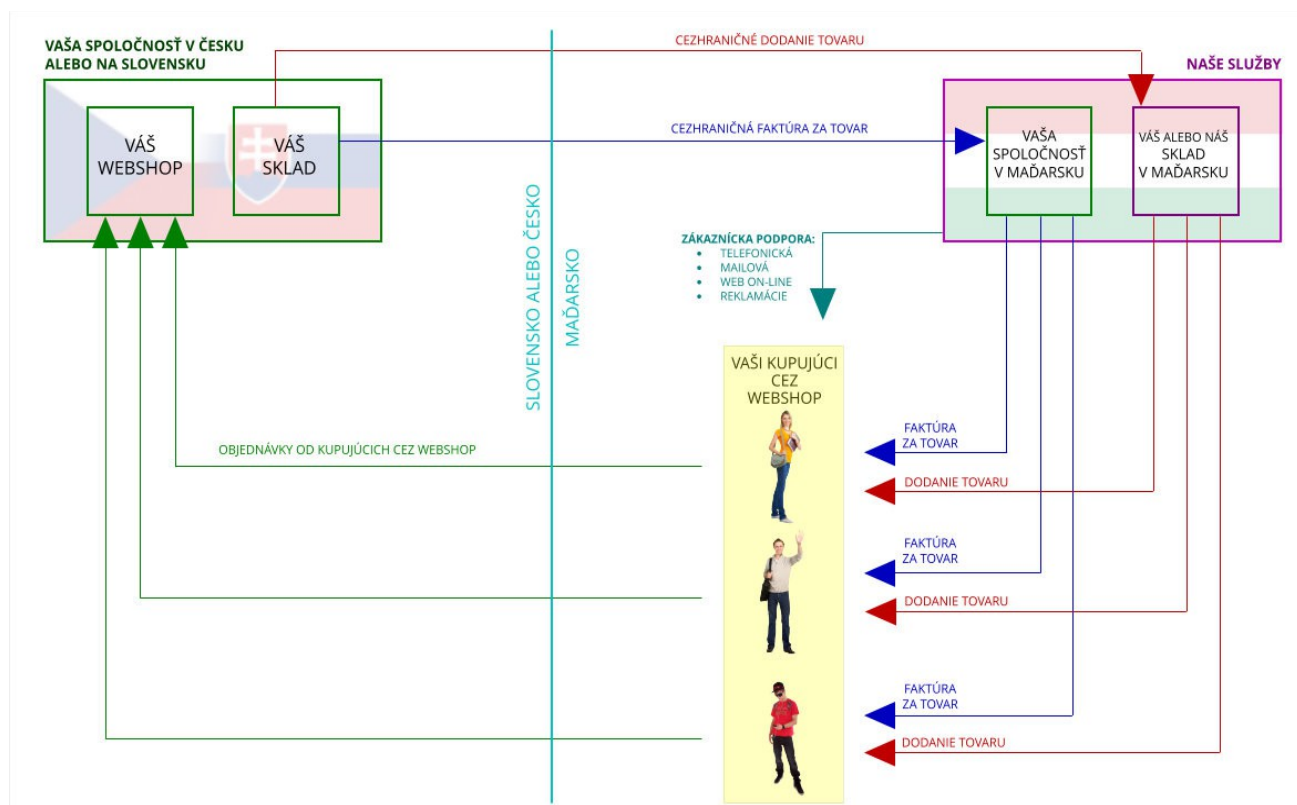 VAŠA SPOLOČNOSŤ V ČESKU
ALEBO NA SLOVENSKU
VÁŠ
WEBSHOP
VÁŠ
SKLAD
CEZHRANIČNÉ DODANIE TOVARU
CEZHRANIČNÁ FAKTÚRA ZA TOVAR
NAŠE SLUŽBY
VAŠA
SPOLOČNOSŤ
V MAĎARSKU
VÁŠ ALEBO NÁŠ
SKLAD
V MAĎARSKU
SLOVENSKO ALEBO ČESKO
MAĎARSKO
ZÁKAZNÍCKA PODPORA:
• TELEFONICKÁ
• MAILOVÁ
• WEB ON-LINE
• REKLAMÁCIE
VAŠI KUPUJÚCI
CEZ
WEBSHOP
OBJEDNÁVKY OD KUPUJÚCICH CEZ WEBSHOP
FAKTÚRA
ZA TOVAR
DODANIE TOVARU
FAKTÚRA
ZA TOVAR
DODANIE TOVARU
FAKTÚRA
ZA TOVAR
DODANIE TOVARU